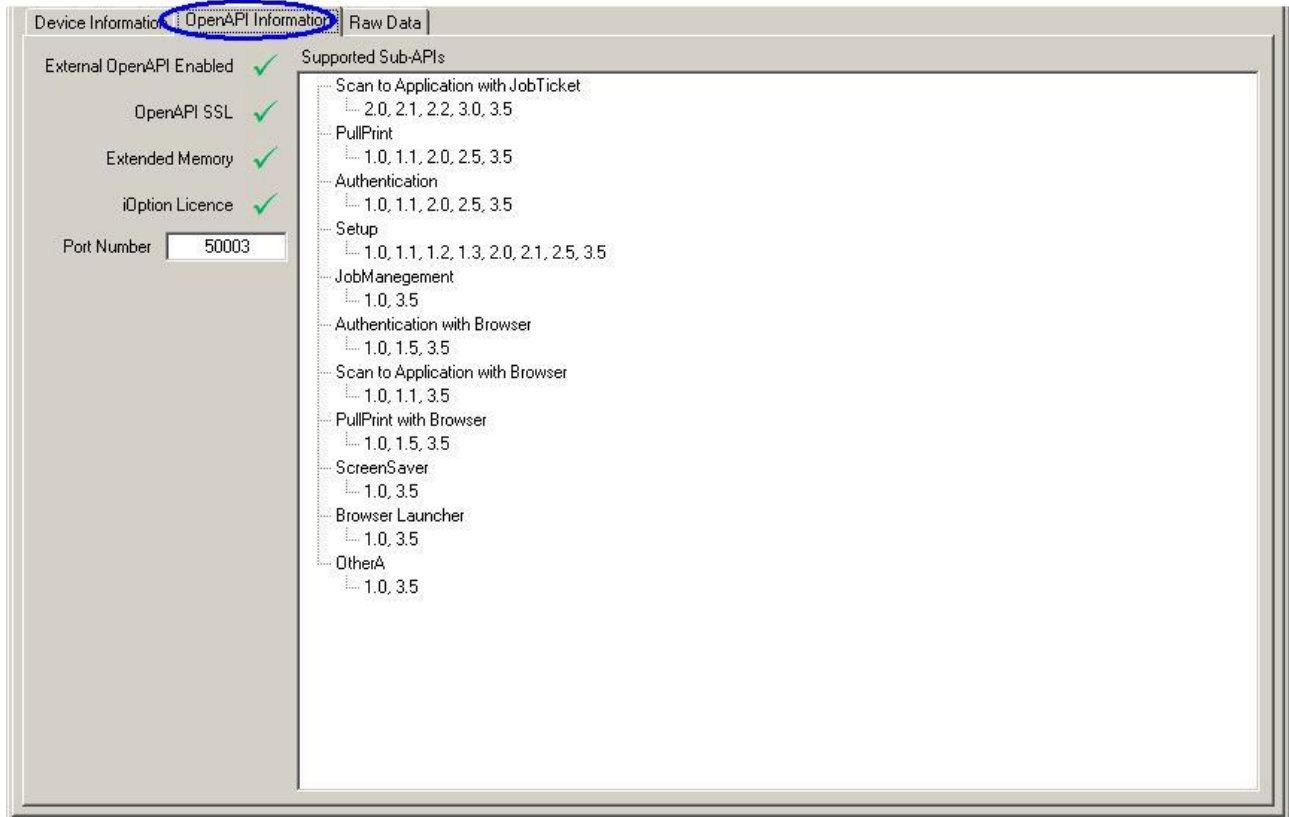 Device Information OpenAPI Information Raw Data
External OpenAPI Enabled
OpenAPI SSL
Extended Memory
iOption Licence
Port Number 50003
Supported Sub-APIs
Scan to Application with JobTicket
2.0, 2.1, 2.2, 3.0, 3.5
PullPrint
1.0, 1.1, 2.0, 2.5, 3.5
Authentication
1.0, 1.1, 2.0, 2.5, 3.5
Setup
1.0, 1.1, 1.2, 1.3, 2.0, 2.1, 2.5, 3.5
JobManegement
1.0, 3.5
Authentication with Browser
1.0, 1.5, 3.5
Scan to Application with Browser
1.0, 1.1, 3.5
PullPrint with Browser
1.0, 1.5, 3.5
ScreenSaver
1.0, 3.5
Browser Launcher
1.0, 3.5
OtherA
1.0, 3.5